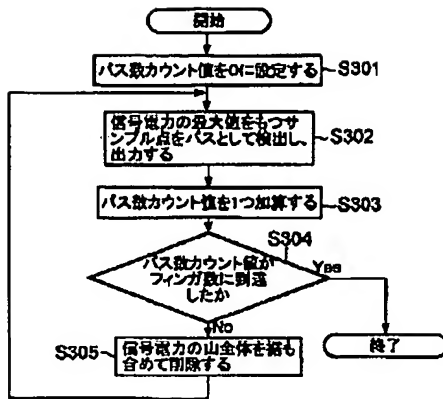 開始
パス数カウント値を0に設定する
S301
信号電力の最大値をもつサ
ンプル点をパスとして検出し、
出力する
S302
パス数カウント値を1つ加算する
S303
S304
パス数カウント値が
フィンガ数に到達
したか
Yes
No
終了
S305
信号電力の山全体を裾も
含めて削除する